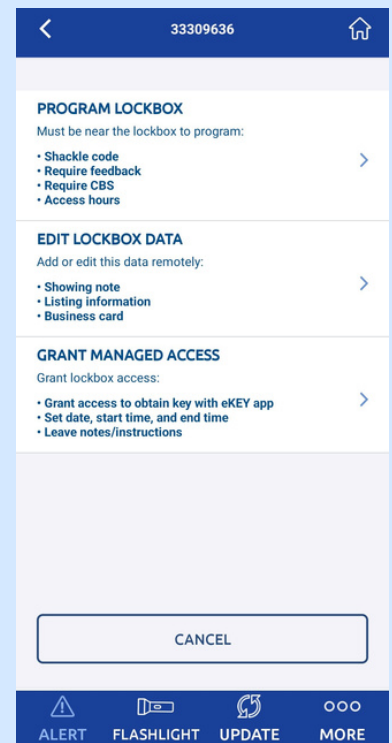 33309636
PROGRAM LOCKBOX
Must be near the lockbox to program:
• Shackle code
• Require feedback
• Require CBS
• Access hours
EDIT LOCKBOX DATA
Add or edit this data remotely:
• Showing note
• Listing information
• Business card
GRANT MANAGED ACCESS
Grant lockbox access:
• Grant access to obtain key with eKEY app
• Set date, start time, and end time
• Leave notes/instructions
CANCEL
ALERT FLASHLIGHT UPDATE MORE